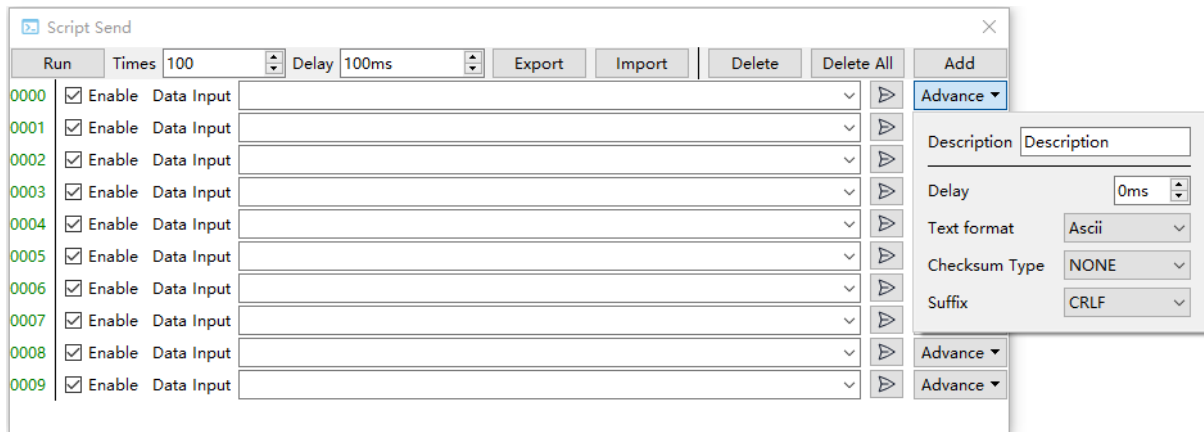 Script Send
Run Times 100 Delay 100ms Export Import Delete Delete All Add
0000 Enable Data Input Advance
0001 Enable Data Input
0002 Enable Data Input
0003 Enable Data Input
0004 Enable Data Input
0005 Enable Data Input
0006 Enable Data Input
0007 Enable Data Input
0008 Enable Data Input Advance
0009 Enable Data Input Advance
Description Description
Delay 0ms
Text format Ascii
Checksum Type NONE
Suffix CRLF